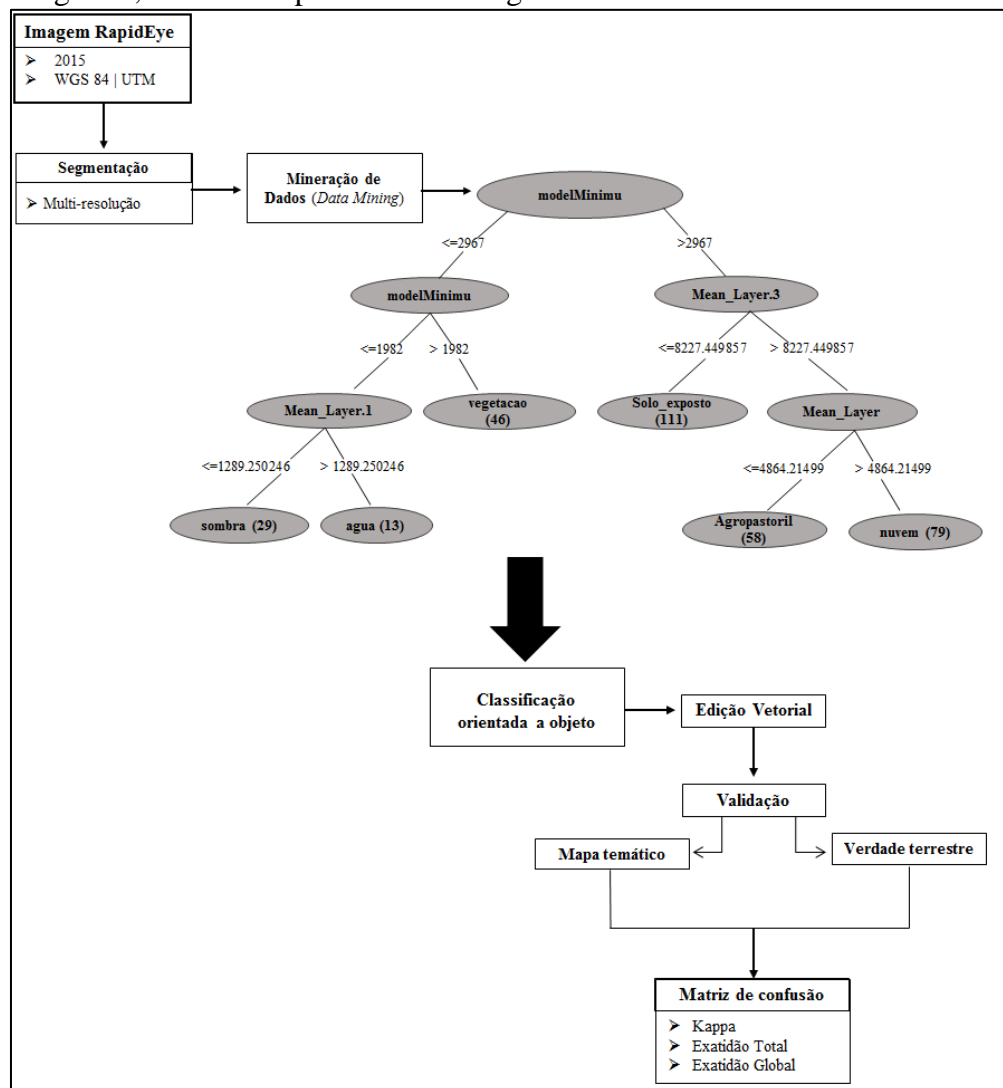 Imagem RapidEye
➢ 2015
➢ WGS 84 | UTM
Segmentação
➢ Multi-resolução
Mineração de
Dados (Data Mining)
modelMinimu
<=2967
>2967
modelMinimu
Mean_Layer.3
<=1982
> 1982
<=8227.449857
> 8227.449857
Mean_Layer.1
vegetacao
(46)
Solo_exposto
(111)
Mean_Layer
<=1289.250246
> 1289.250246
<=4864.21499
> 4864.21499
sombra (29)
agua (13)
Agropastoril
(58)
nuvem (79)
Classificação
orientada a objeto
Edição Vetorial
Validação
Mapa temático
Verdade terrestre
Matriz de confusão
➢ Kappa
➢ Exatidão Total
➢ Exatidão Global